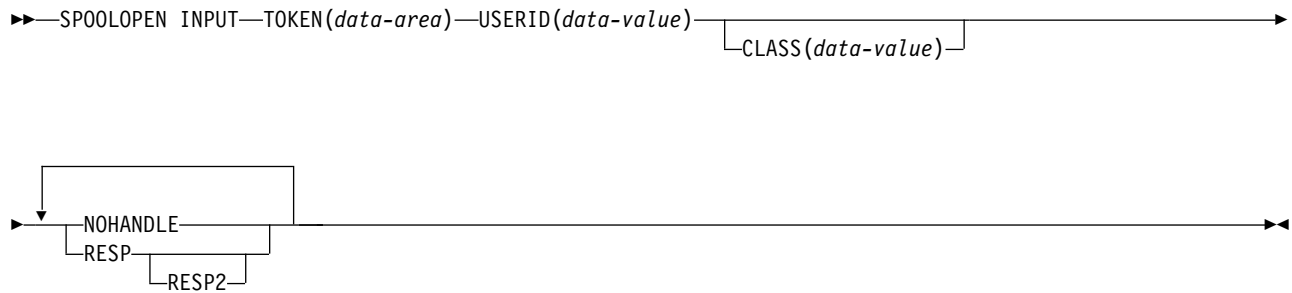 SPOOLOPEN INPUT TOKEN(data-area) USERID(data-value)
CLASS(data-value)
NOHANDLE
RESP
RESP2